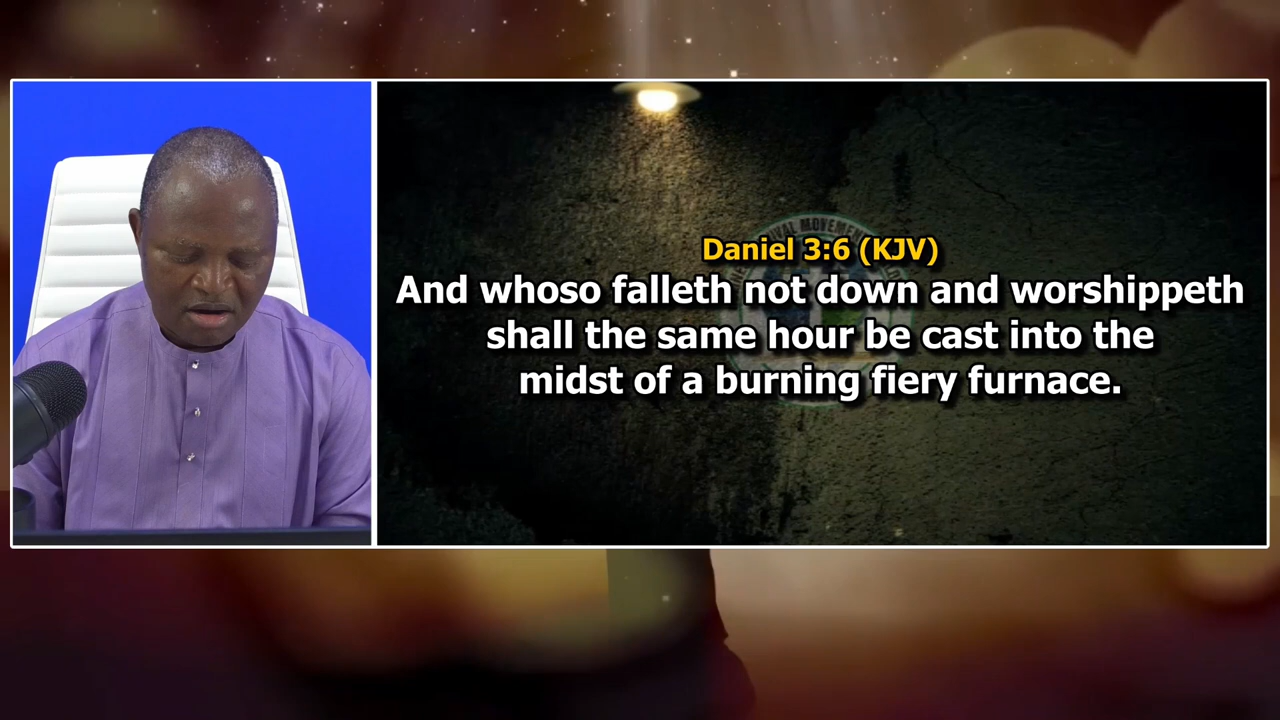 Daniel 3:6 (KJV)
And whoso falleth not down and worshippeth
shall the same hour be cast into the
midst of a burning fiery furnace.